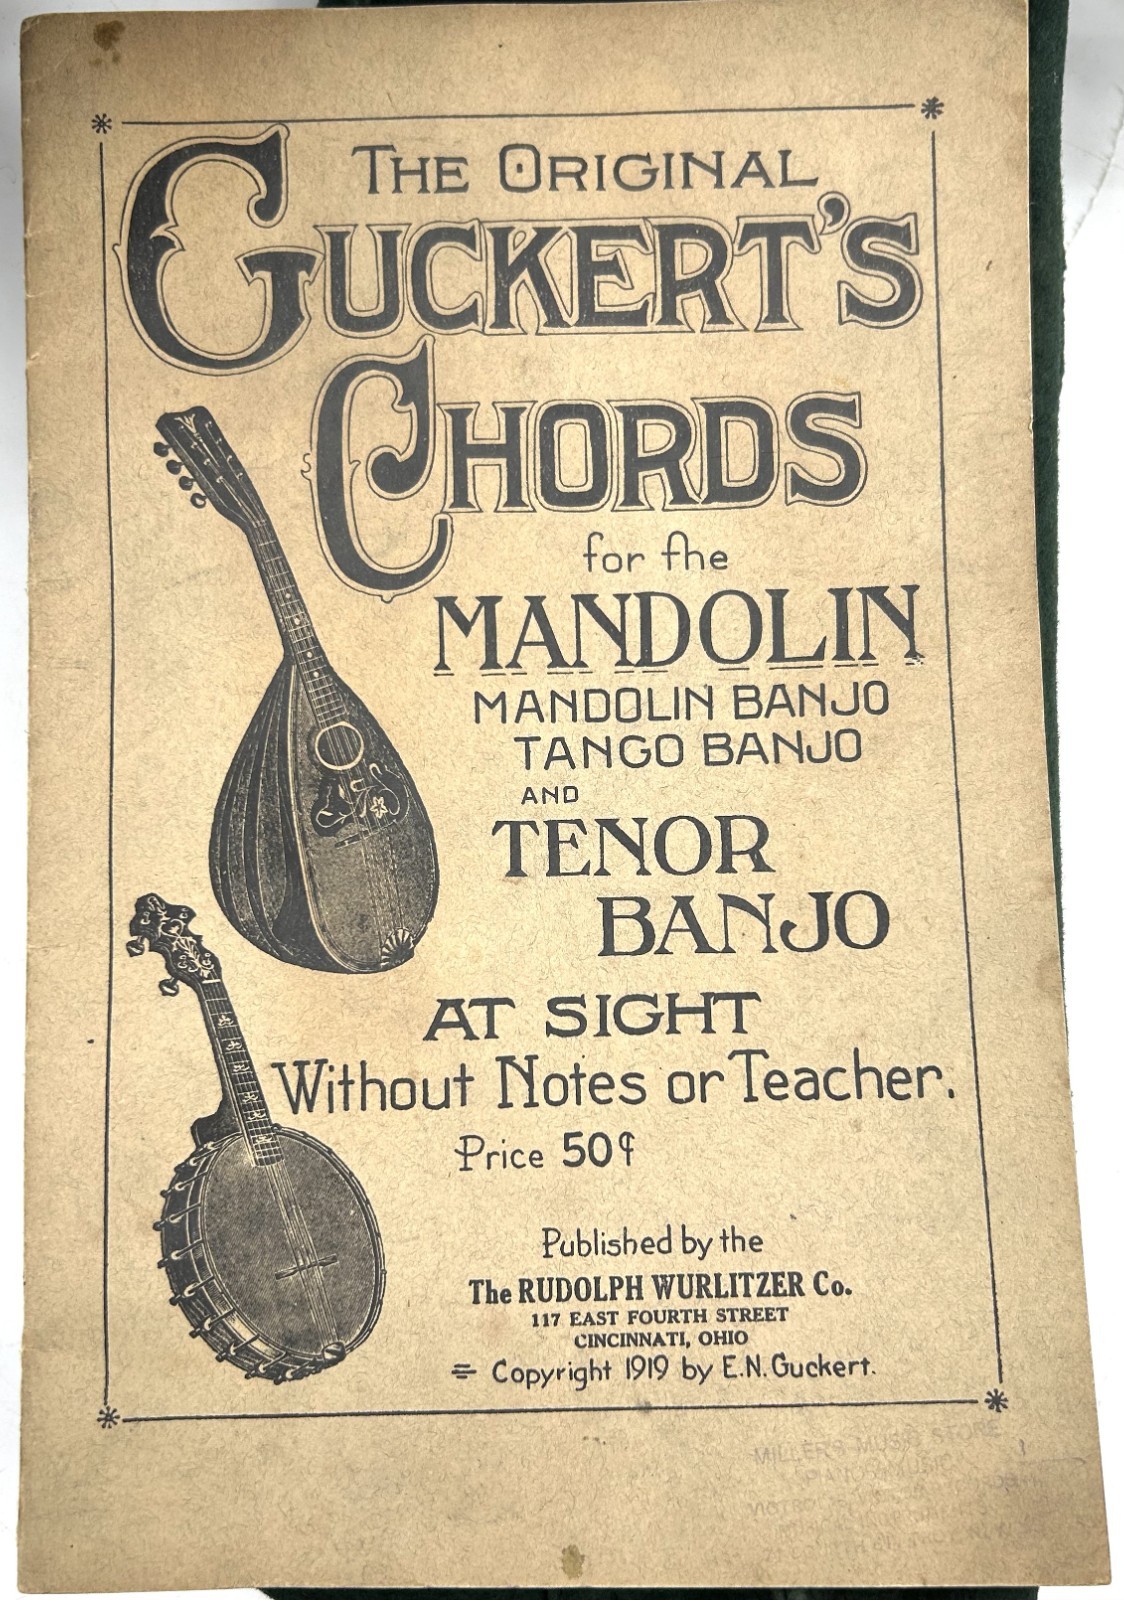 THE ORIGINAL
GUCKERT'S
CHORDS
for the
MANDOLIN
MANDOLIN BANJO
TANGO BANJO
AND
TENOR
BANJO
AT SIGHT
Without Notes or Teacher.
Price 50¢
Published by the
The RUDOLPH WURLITZER Co.
117 EAST FOURTH STREET
CINCINNATI, OHIO
= Copyright 1919 by E.N. Guckert.
MILLER'S MUSIC STORE